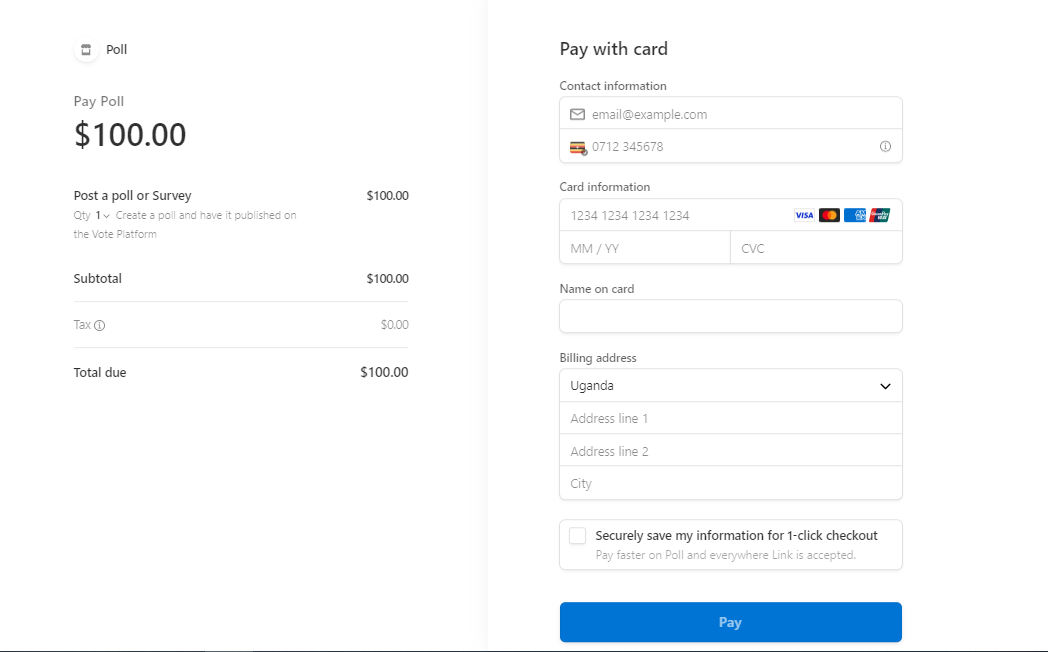 Poll
Pay Poll
$100.00
Post a poll or Survey $100.00
Qty 1 Create a poll and have it published on
the Vote Platform
Subtotal $100.00
Tax $0.00
Total due $100.00
Pay with card
Contact information
email@example.com
0712 345678
Card information
1234 1234 1234 1234 VISA
MM / YY CVC
Name on card
Billing address
Uganda
Address line 1
Address line 2
City
Securely save my information for 1-click checkout
Pay faster on Poll and everywhere Link is accepted.
Pay